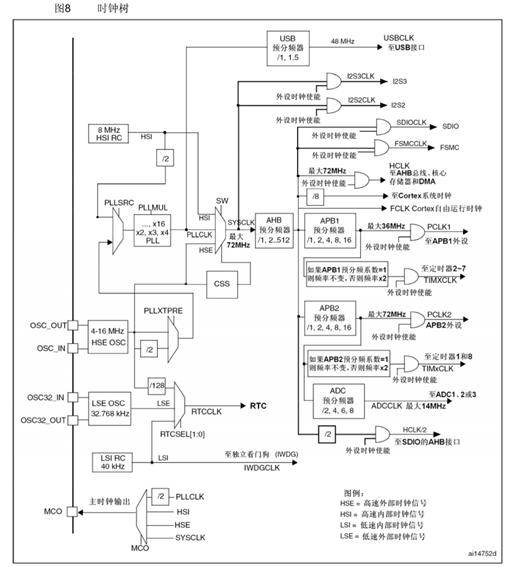 图8 时钟树
USB
预分频器
/1, 1.5
48 MHz
USBCLK
至USB接口
I2S3CLK
I2S3
外设时钟使能
I2S2CLK
I2S2
外设时钟使能
8 MHz
HSI RC
HSI
/2
SDIOCLK
SDIO
外设时钟使能
FSMCCLK
FSMC
外设时钟使能
HCLK
最大72MHz
至AHB总线、核心
存储器和DMA
外设时钟使能
/8
至Cortex系统时钟
FCLK Cortex自由运行时钟
PLLSRC
PLLMUL
..., x16
x2, x3, x4
PLL
PLLCLK
SW
HSI
HSE
SYSCLK
最大
72MHz
AHB
预分频器
/1, 2..512
APB1
预分频器
/1, 2, 4, 8, 16
最大36MHz
PCLK1
至APB1外设
外设时钟使能
CSS
如果APB1预分频系数=1
则频率不变，否则频率x2
至定时器2~7
TIMXCLK
外设时钟使能
OSC_OUT
OSC_IN
4-16 MHz
HSE OSC
PLLXTPRE
/2
APB2
预分频器
/1, 2, 4, 8, 16
最大72MHz
PCLK2
APB2外设
外设时钟使能
如果APB2预分频系数=1
则频率不变，否则频率x2
至定时器1和8
TIMxCLK
外设时钟使能
OSC32_IN
OSC32_OUT
LSE OSC
32.768 kHz
/128
LSE
RTCCLK
RTC
RTCSEL[1:0]
ADC
预分频器
/2, 4, 6, 8
至ADC1、2或3
ADCCLK 最大14MHz
/2
HCLK/2
至SDIO的AHB接口
外设时钟使能
LSI RC
40 kHz
LSI
至独立看门狗 (IWDG)
IWDGCLK
MCO
主时钟输出
/2
PLLCLK
HSI
HSE
SYSCLK
MCO
图例：
HSE = 高速外部时钟信号
HSI = 高速内部时钟信号
LSI = 低速内部时钟信号
LSE = 低速外部时钟信号
ai14752d